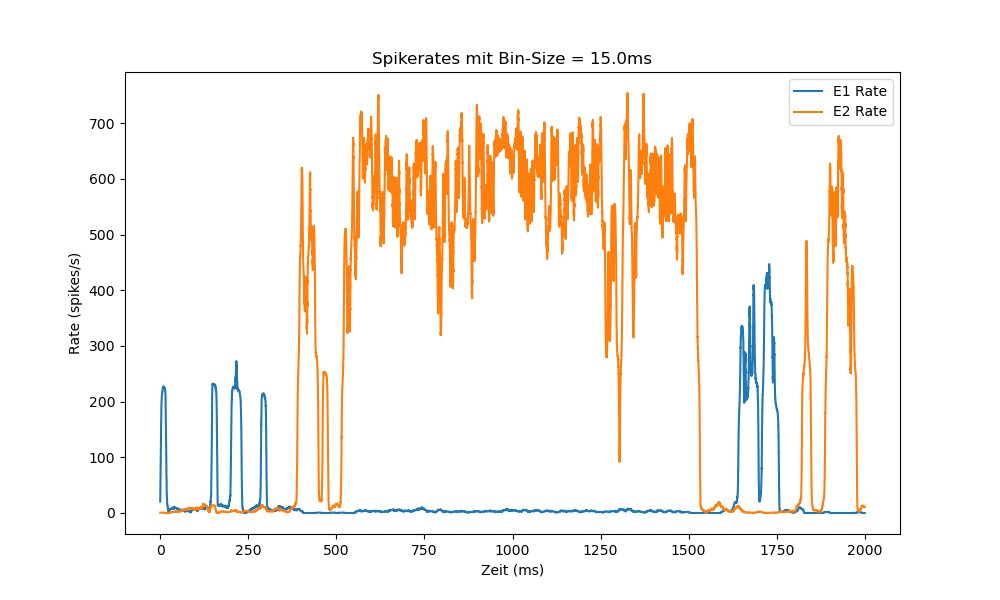 Spikerates mit Bin-Size = 15.0ms
E1 Rate
E2 Rate
700
600
500
400
300
200
100
0
Rate (spikes/s)
0 250 500 750 1000 1250 1500 1750 2000
Zeit (ms)